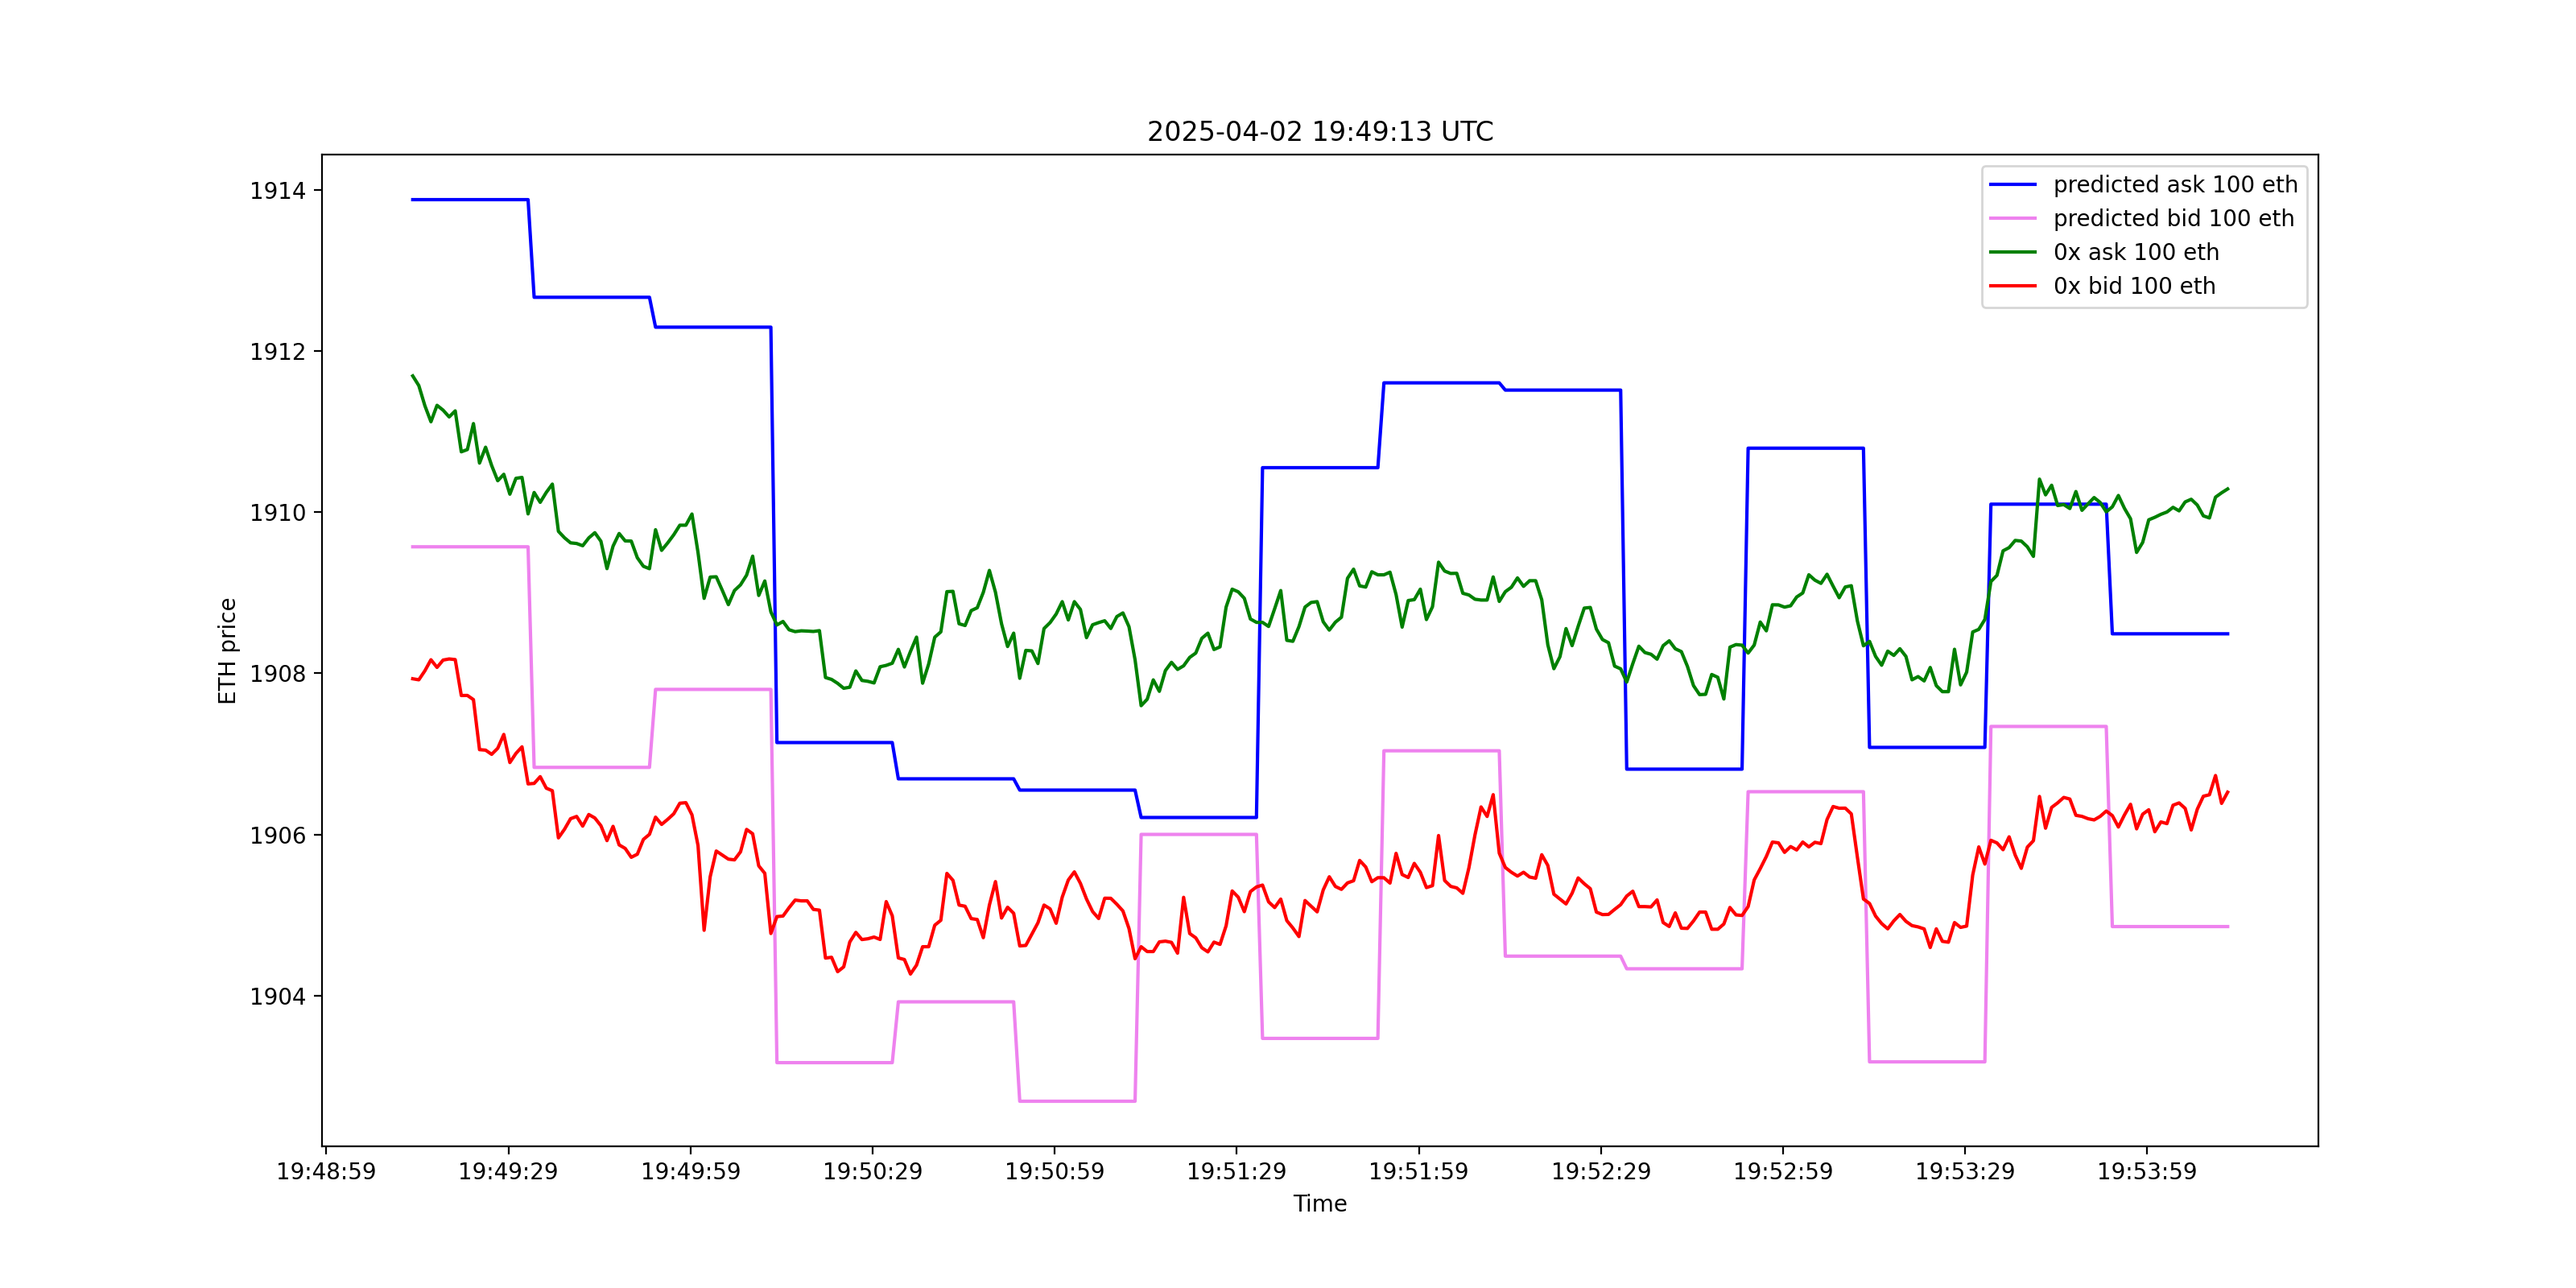 2025-04-02 19:49:13 UTC
predicted ask 100 eth
predicted bid 100 eth
0x ask 100 eth
0x bid 100 eth
1914
1912
1910
1908
1906
1904
ETH price
19:48:59 19:49:29 19:49:59 19:50:29 19:50:59 19:51:29 19:51:59 19:52:29 19:52:59 19:53:29 19:53:59
Time